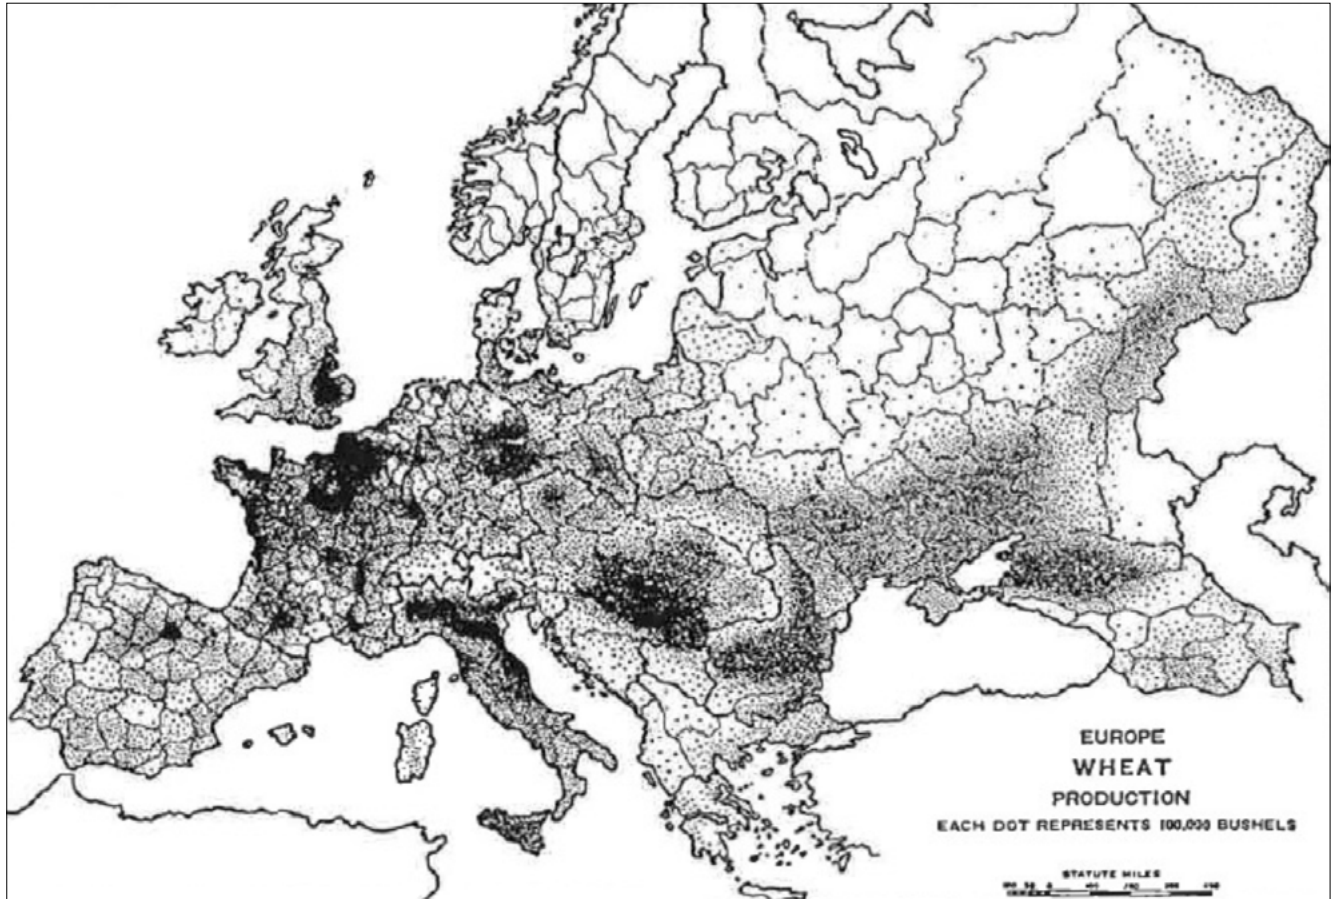 EUROPE
WHEAT
PRODUCTION
EACH DOT REPRESENTS 100,000 BUSHELS
STATUTE MILES